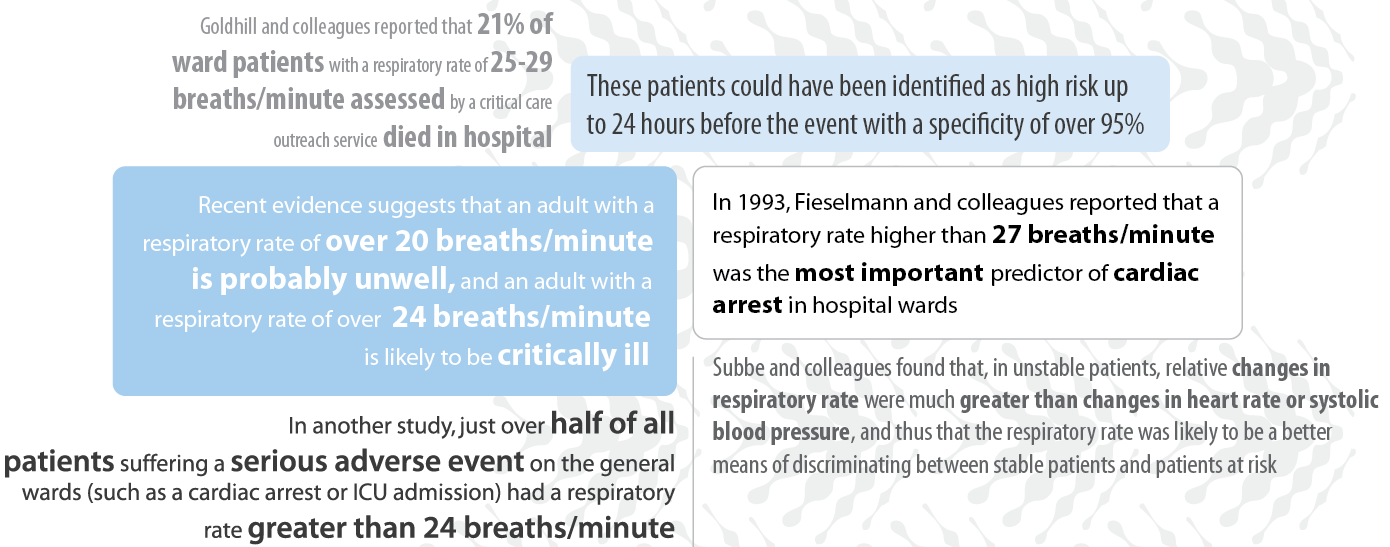 Goldhill and colleagues reported that 21% of
ward patients with a respiratory rate of 25-29
breaths/minute assessed by a critical care
outreach service died in hospital
These patients could have been identified as high risk up
to 24 hours before the event with a specificity of over 95%
Recent evidence suggests that an adult with a
respiratory rate of over 20 breaths/minute
is probably unwell, and an adult with a
respiratory rate of over 24 breaths/minute
is likely to be critically ill
In 1993, Fieselmann and colleagues reported that a
respiratory rate higher than 27 breaths/minute
was the most important predictor of cardiac
arrest in hospital wards
In another study, just over half of all
patients suffering a serious adverse event on the general
wards (such as a cardiac arrest or ICU admission) had a respiratory
rate greater than 24 breaths/minute
Subbe and colleagues found that, in unstable patients, relative changes in
respiratory rate were much greater than changes in heart rate or systolic
blood pressure, and thus that the respiratory rate was likely to be a better
means of discriminating between stable patients and patients at risk